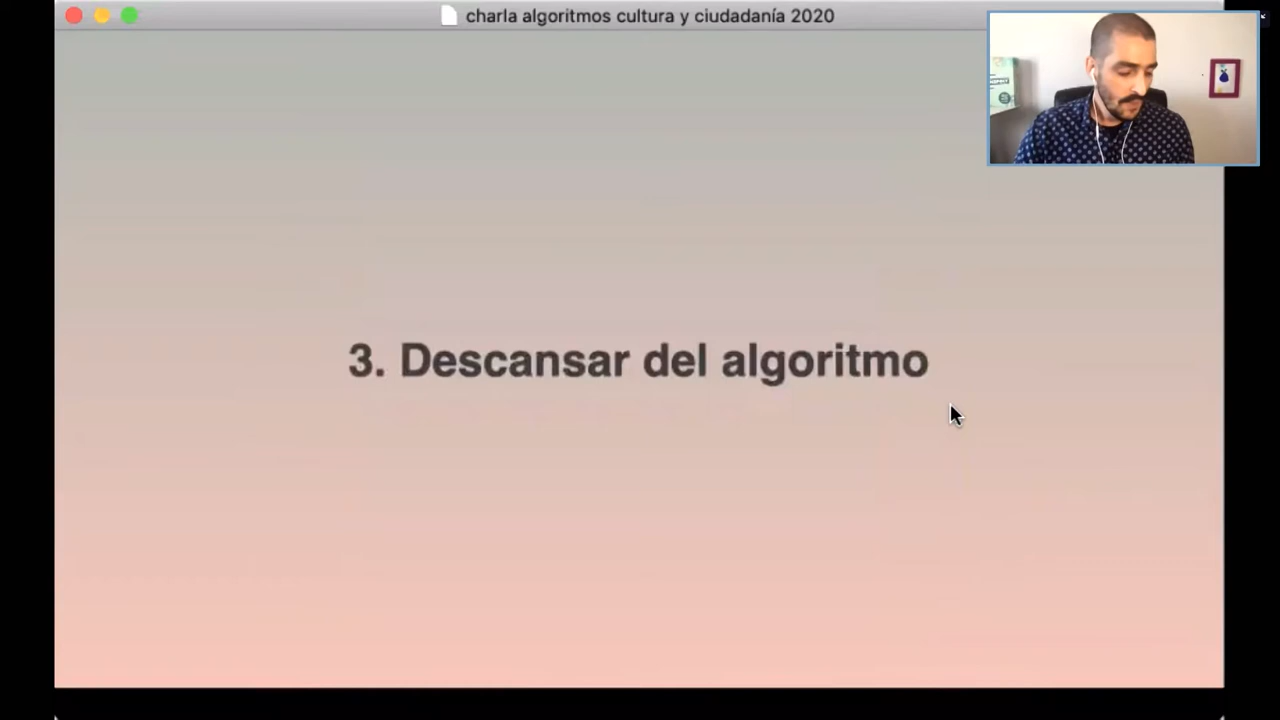 charla algoritmos cultura y ciudadanía 2020
3. Descansar del algoritmo